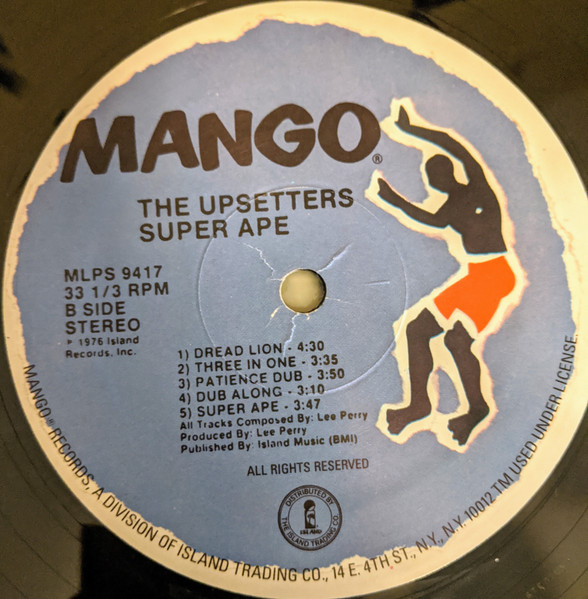 MANGO®
THE UPSETTERS
SUPER APE
MLPS 9417
33 1/3 RPM
B SIDE
STEREO
℗ 1976 Island
Records, Inc.
1) DREAD LION - 4:30
2) THREE IN ONE - 3:35
3) PATIENCE DUB - 3:50
4) DUB ALONG - 3:10
5) SUPER APE - 3:47
All Tracks Composed By: Lee Perry
Produced By: Lee Perry
Published By: Island Music (BMI)
ALL RIGHTS RESERVED
DISTRIBUTED BY
ISLAND
THE ISLAND TRADING CO.
MANGO® RECORDS, A DIVISION OF ISLAND TRADING CO., 14 E. 4TH ST., N.Y., N.Y. 10012 TM USED UNDER LICENSE.